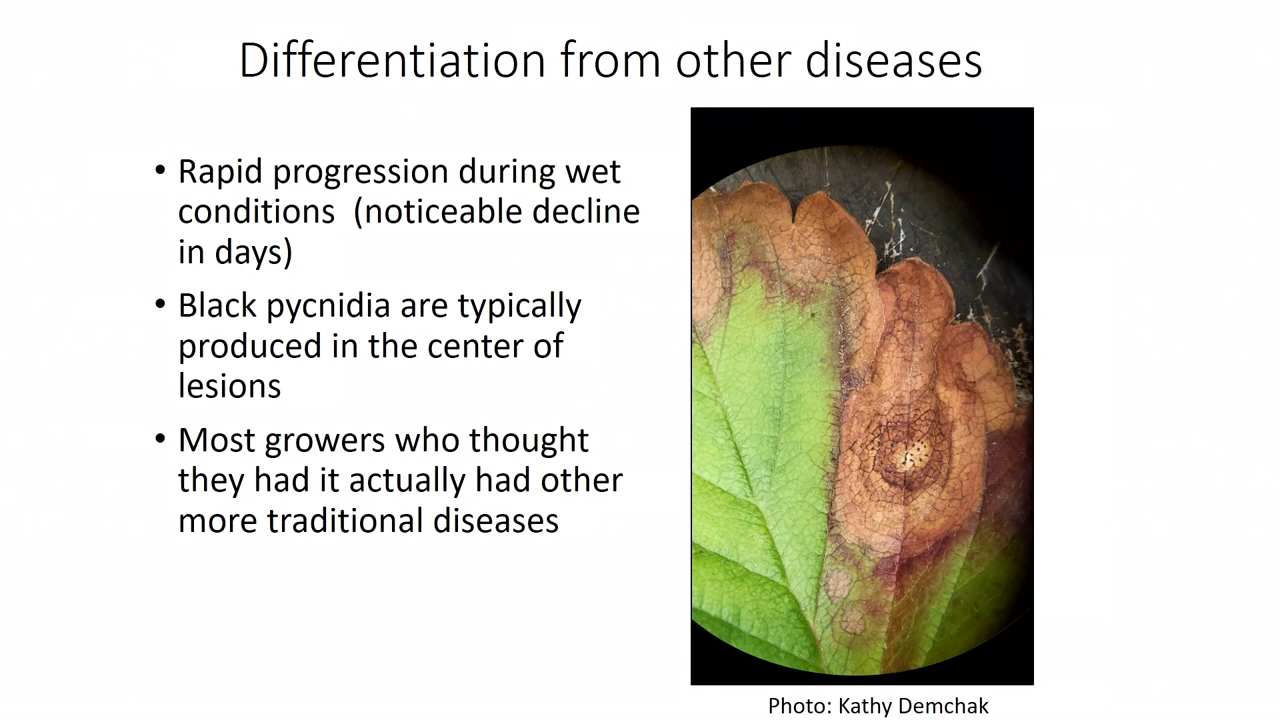 Differentiation from other diseases
• Rapid progression during wet
conditions  (noticeable decline
in days)
• Black pycnidia are typically
produced in the center of
lesions
• Most growers who thought
they had it actually had other
more traditional diseases
Photo: Kathy Demchak